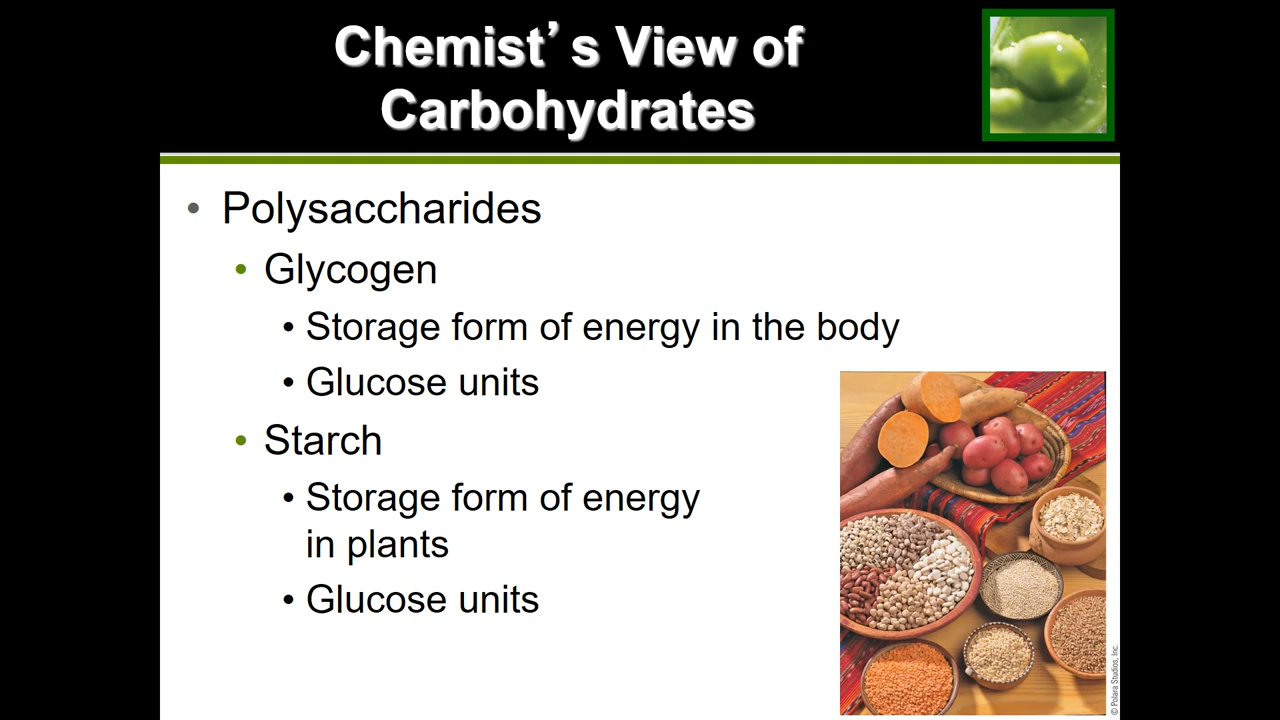 Chemist’s View of
Carbohydrates
• Polysaccharides
• Glycogen
• Storage form of energy in the body
• Glucose units
• Starch
• Storage form of energy
in plants
• Glucose units
© Polara Studios, Inc.